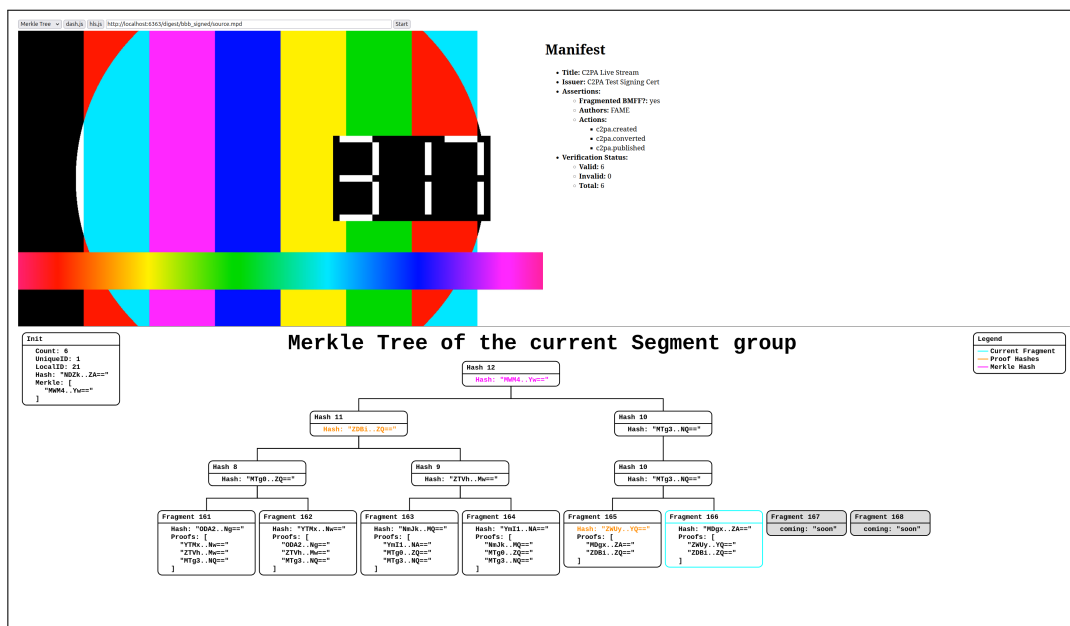 Merkle Tree dash.js hls.js http://localhost:6363/digest/bbb_signed/source.mpd Start
317
Manifest
Title: C2PA Live Stream
Issuer: C2PA Test Signing Cert
Assertions:
Fragmented BMFF?: yes
Authors: FAME
Actions:
c2pa.created
c2pa.converted
c2pa.published
Verification Status:
Valid: 6
Invalid: 0
Total: 6
Merkle Tree of the current Segment group
Init
Count: 6
UniqueID: 1
LocalID: 21
Hash: "NDZk..ZA=="
Merkle: [
"MWM4..Yw=="
]
Legend
Current Fragment
Proof Hashes
Merkle Hash
Hash 12
Hash: "MWM4..Yw=="
Hash 11
Hash: "ZDBi..ZQ=="
Hash 10
Hash: "MTg3..NQ=="
Hash 8
Hash: "MTg0..ZQ=="
Hash 9
Hash: "ZTVh..Mw=="
Hash 10
Hash: "MTg3..NQ=="
Fragment 161
Hash: "ODA2..Ng=="
Proofs: [
"YTMx..Nw=="
"ZTVh..Mw=="
"MTg3..NQ=="
]
Fragment 162
Hash: "YTMx..Nw=="
Proofs: [
"ODA2..Ng=="
"ZTVh..Mw=="
"MTg3..NQ=="
]
Fragment 163
Hash: "NmJk..MQ=="
Proofs: [
"YmI1..NA=="
"MTg0..ZQ=="
"MTg3..NQ=="
]
Fragment 164
Hash: "YmI1..NA=="
Proofs: [
"NmJk..MQ=="
"MTg0..ZQ=="
"MTg3..NQ=="
]
Fragment 165
Hash: "ZWUy..YQ=="
Proofs: [
"MDgx..ZA=="
"ZDBi..ZQ=="
]
Fragment 166
Hash: "MDgx..ZA=="
Proofs: [
"ZWUy..YQ=="
"ZDBi..ZQ=="
]
Fragment 167
coming: "soon"
Fragment 168
coming: "soon"